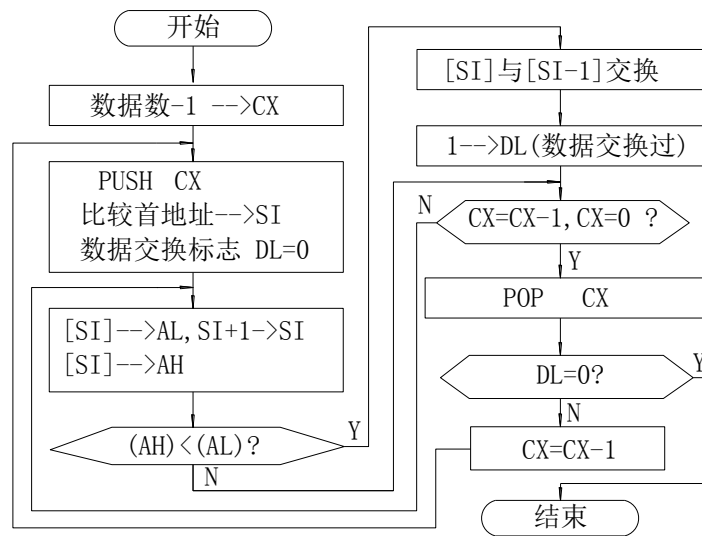 开始
数据数-1 -->CX
PUSH CX
比较首地址-->SI
数据交换标志 DL=0
[SI]-->AL,SI+1->SI
[SI]-->AH
(AH)<(AL)?
Y
N
[SI]与[SI-1]交换
1-->DL(数据交换过)
N
CX=CX-1,CX=0 ?
Y
POP CX
DL=0?
Y
N
CX=CX-1
结束